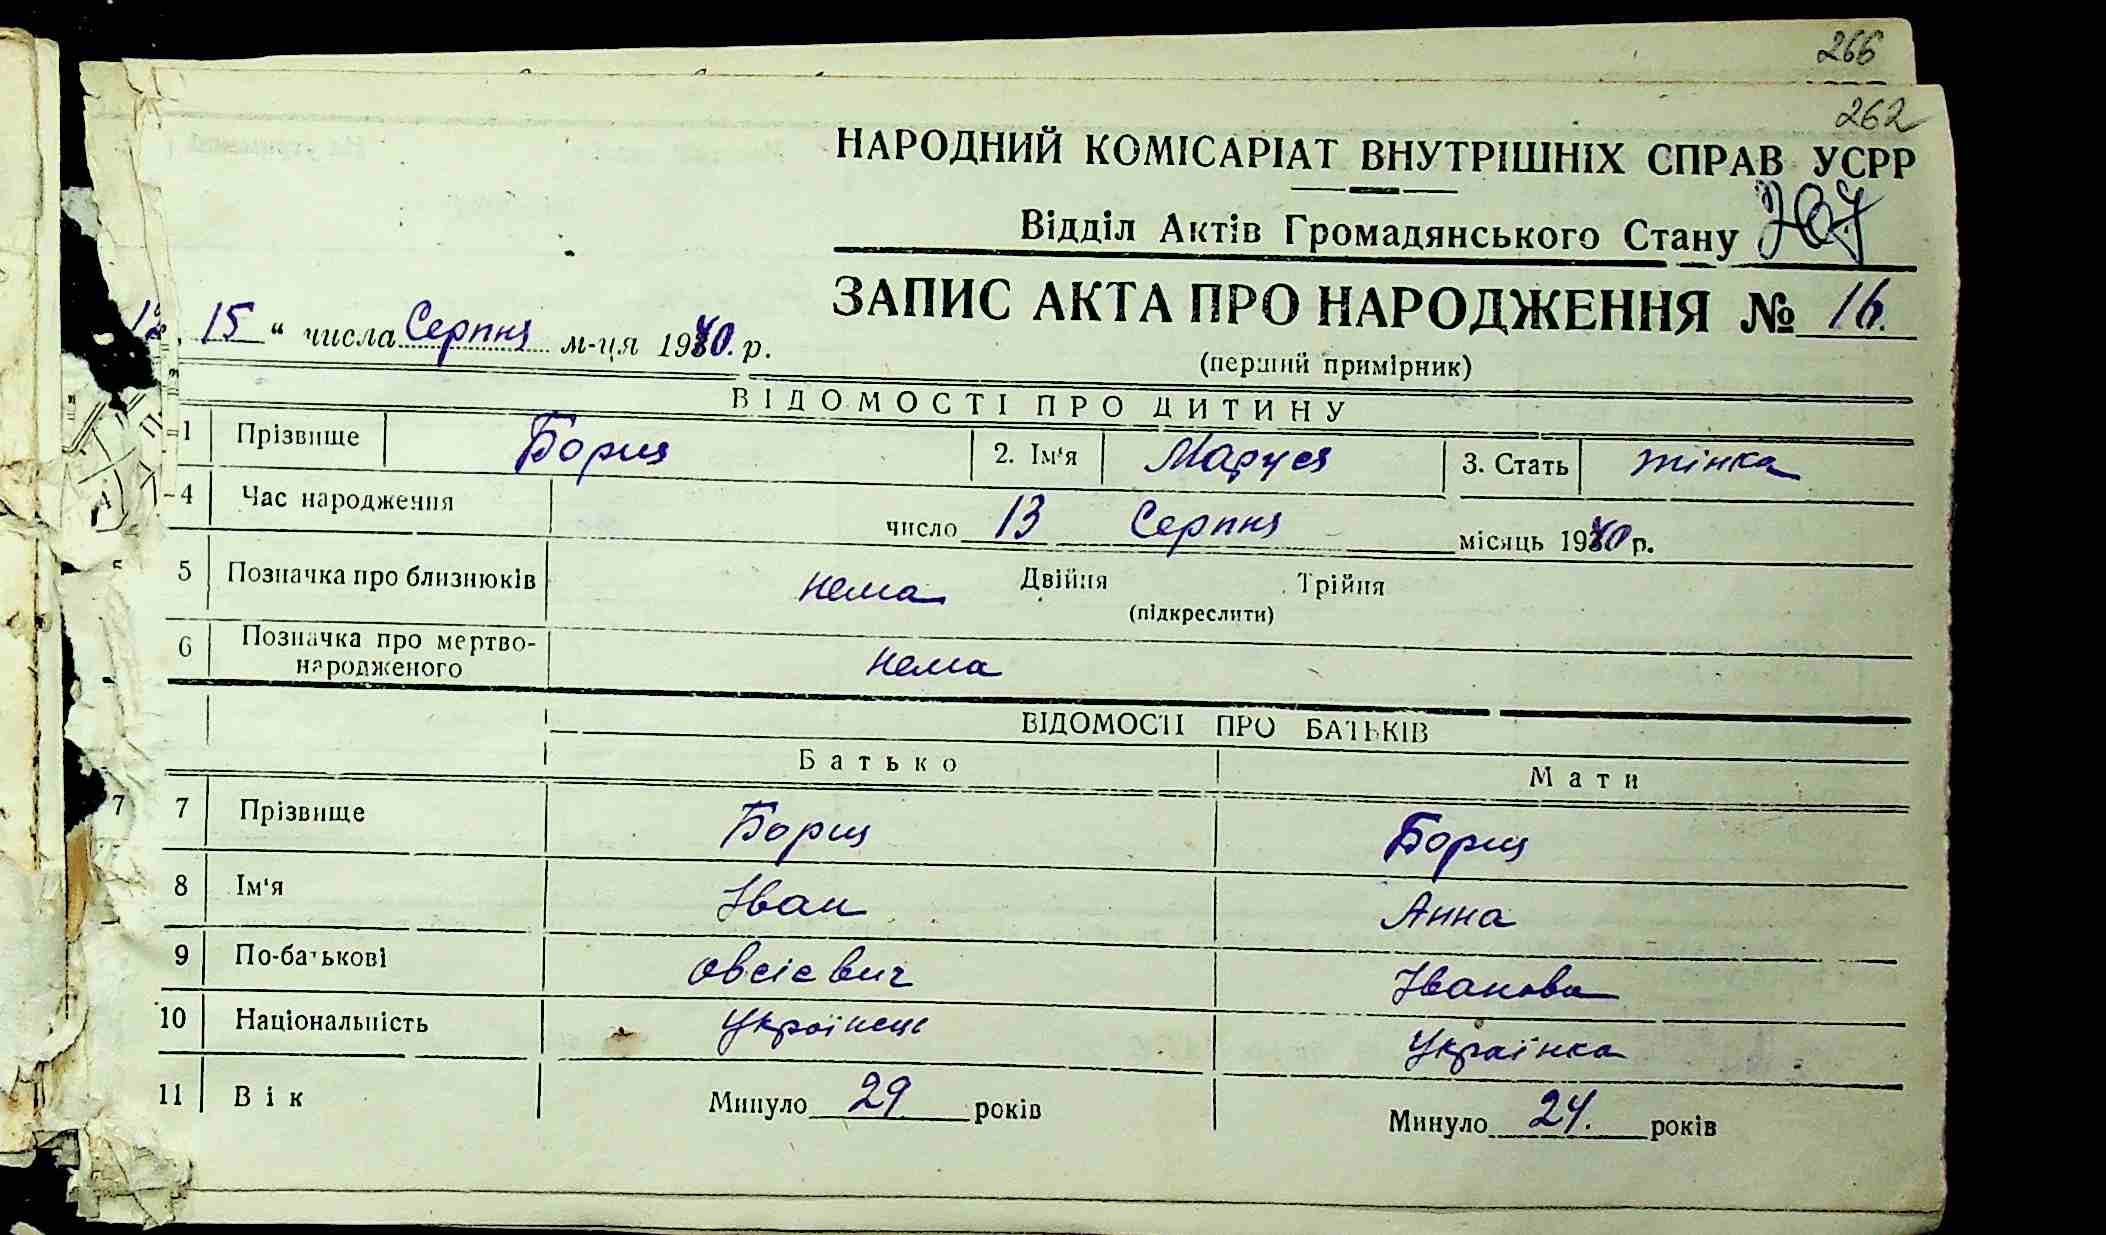 266
262
НАРОДНИЙ КОМІСАРІАТ ВНУТРІШНІХ СПРАВ УСРР
Відділ Актів Громадянського Стану
ЗАПИС АКТА ПРО НАРОДЖЕННЯ № 16.
15 " числа Серпня м-ця 1940. р.
(перший примірник)
ВІДОМОСТІ ПРО ДИТИНУ
1 Прізвище Борщ 2. Ім'я Маруся 3. Стать жінка
4 Час народження число 13 Серпня місяць 1940 р.
5 Позначка про близнюків нема Двійня Трійня
(підкреслити)
6 Позначка про мертво-
народженого нема
ВІДОМОСТІ ПРО БАТЬКІВ
Батько Мати
7 7 Прізвище Борщ Борщ
8 Ім'я Іван Анна
9 По-батькові Овсієвич Іванова
10 Національність Українець Українка
11 Вік Минуло 29 років Минуло 24. років